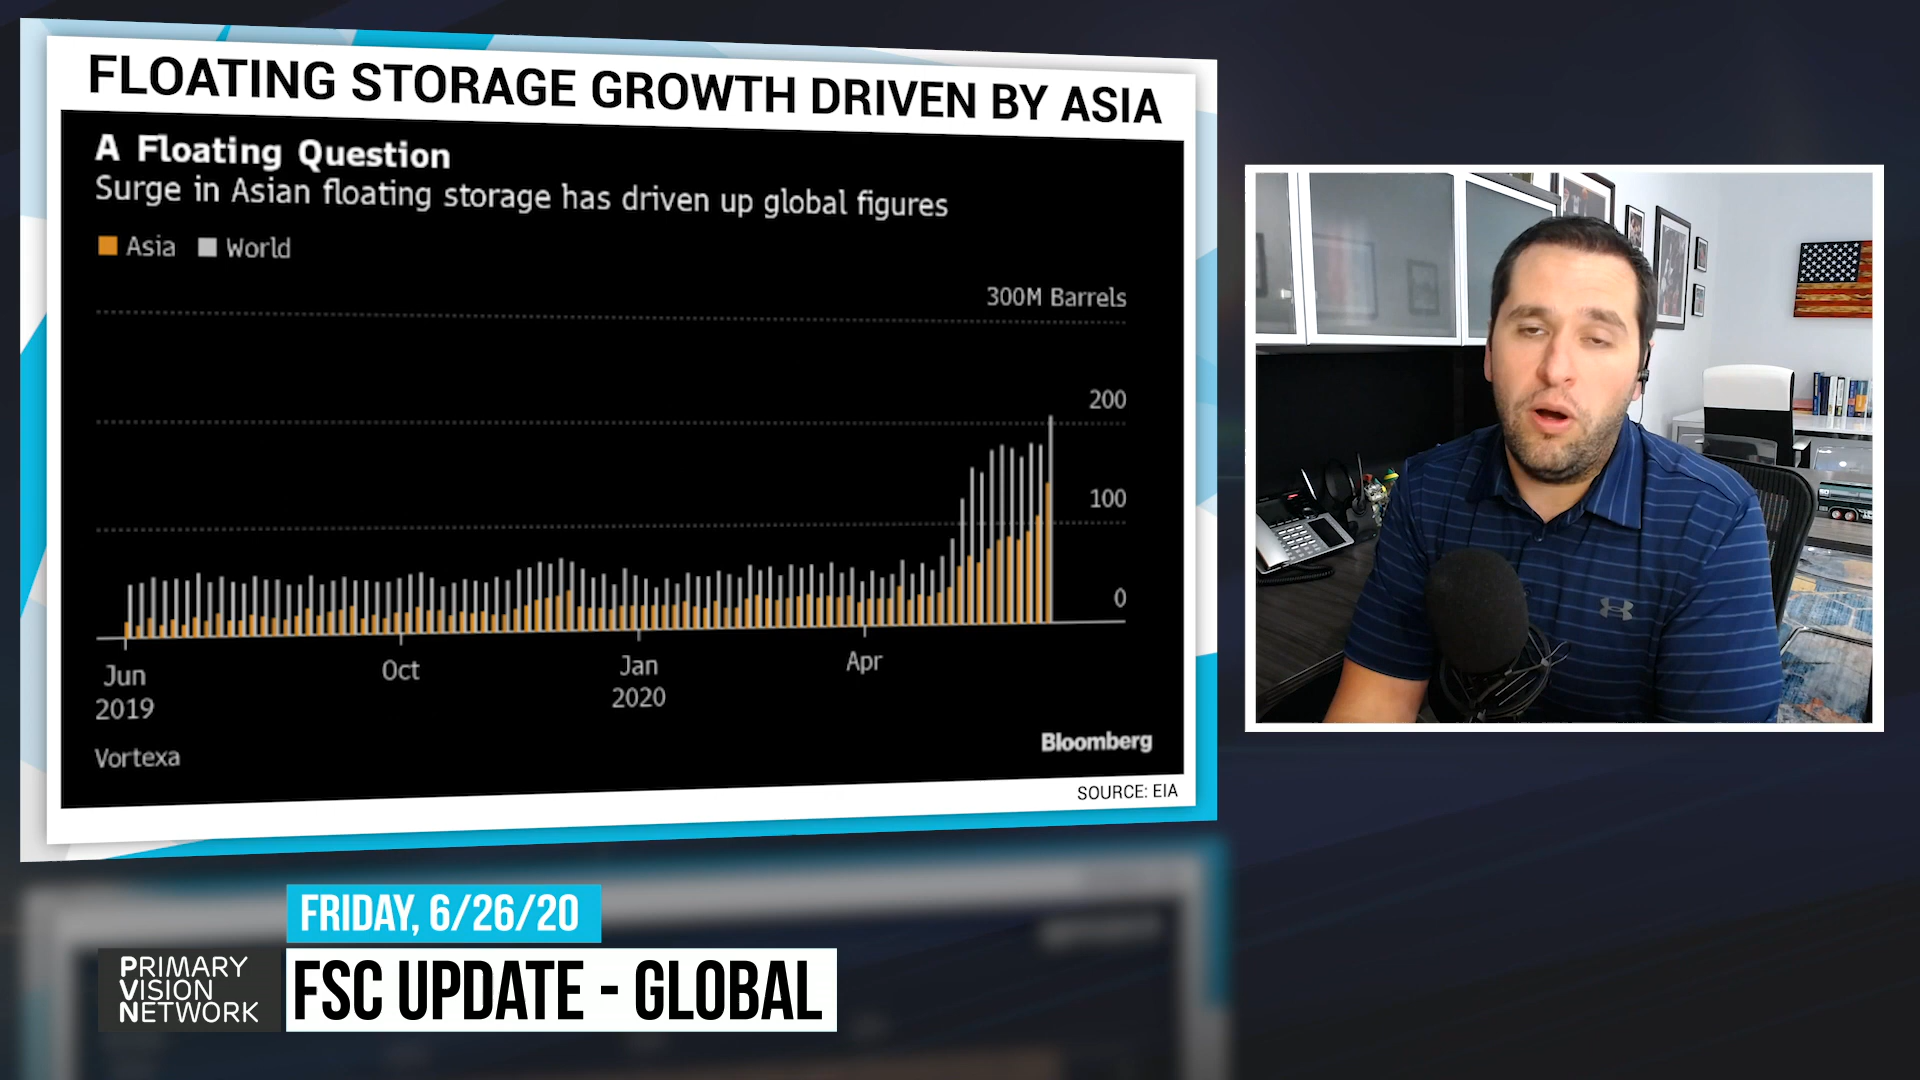 FLOATING STORAGE GROWTH DRIVEN BY ASIA
A Floating Question
Surge in Asian floating storage has driven up global figures
Asia World
300M Barrels
200
100
0
Jun Oct Jan Apr
2019 2020
Vortexa
Bloomberg
SOURCE: EIA
FRIDAY, 6/26/20
PRIMARY
VISION
NETWORK
FSC UPDATE - GLOBAL